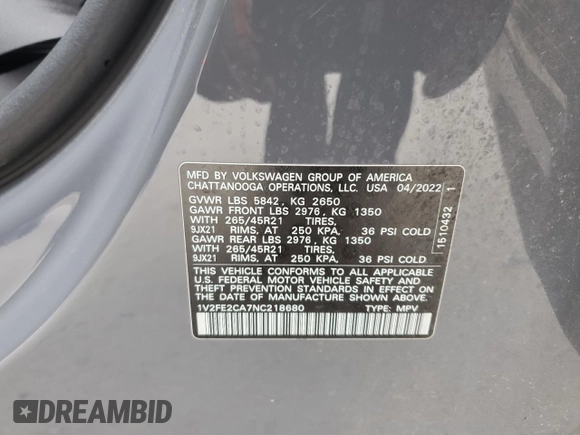 MFD BY VOLKSWAGEN GROUP OF AMERICA
CHATTANOOGA OPERATIONS, LLC. USA 04/2022
GVWR LBS 5842, KG 2650
GAWR FRONT LBS 2976, KG 1350
WITH 265/45R21 TIRES,
9JX21 RIMS, AT 250 KPA, 36 PSI COLD
GAWR REAR LBS 2976, KG 1350
WITH 265/45R21 TIRES,
9JX21 RIMS, AT 250 KPA, 36 PSI COLD
THIS VEHICLE CONFORMS TO ALL APPLICABLE
U.S. FEDERAL MOTOR VEHICLE SAFETY AND
THEFT PREVENTION STANDARDS IN EFFECT ON
THE DATE OF MANUFACTURE SHOWN ABOVE.
1V2FE2CA7NC218680 TYPE: MPV
1610432 1
DREAMBID